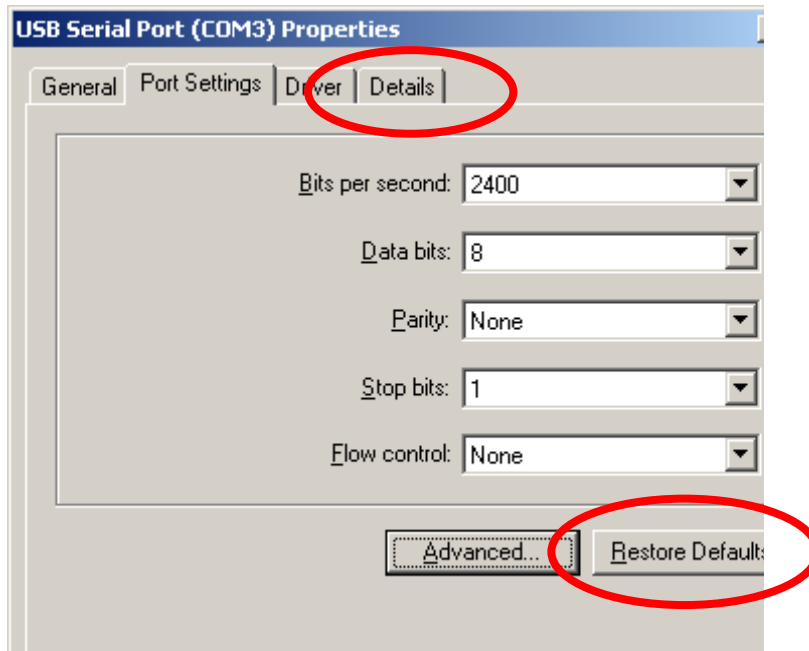 USB Serial Port (COM3) Properties
General Port Settings Driver Details
Bits per second: 2400
Data bits: 8
Parity: None
Stop bits: 1
Flow control: None
Advanced... Restore Defaults